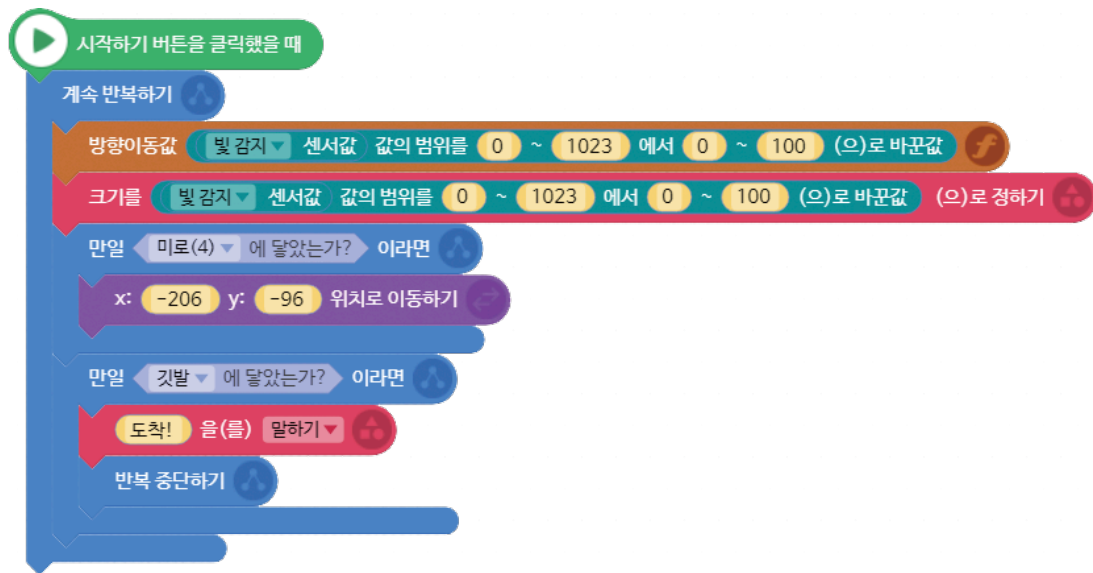 시작하기 버튼을 클릭했을 때
계속 반복하기
방향이동값 빛 감지 센서값 값의 범위를 0 ~ 1023 에서 0 ~ 100 (으)로 바꾼값
크기를 빛 감지 센서값 값의 범위를 0 ~ 1023 에서 0 ~ 100 (으)로 바꾼값 (으)로 정하기
만일 미로(4) 에 닿았는가? 이라면
x: -206 y: -96 위치로 이동하기
만일 깃발 에 닿았는가? 이라면
도착! 을(를) 말하기
반복 중단하기